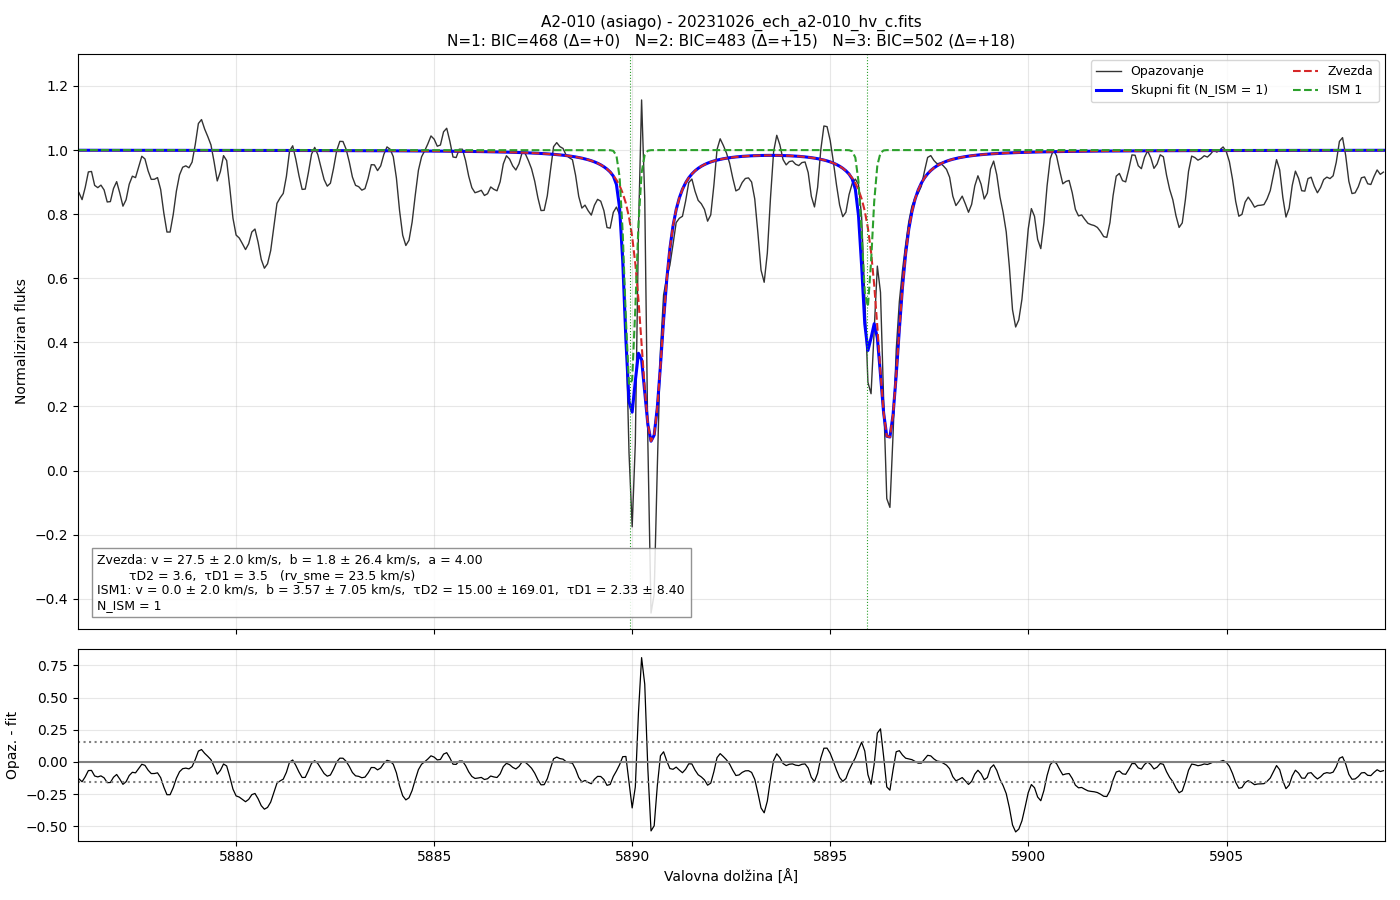 A2-010 (asiago) - 20231026_ech_a2-010_hv_c.fits
N=1: BIC=468 (Δ=+0)   N=2: BIC=483 (Δ=+15)   N=3: BIC=502 (Δ=+18)
Opazovanje
Skupni fit (N_ISM = 1)
Zvezda
ISM 1
Normaliziran fluks
1.2
1.0
0.8
0.6
0.4
0.2
0.0
−0.2
−0.4
Zvezda: v = 27.5 ± 2.0 km/s,  b = 1.8 ± 26.4 km/s,  a = 4.00
τD2 = 3.6,  τD1 = 3.5   (rv_sme = 23.5 km/s)
ISM1: v = 0.0 ± 2.0 km/s,  b = 3.57 ± 7.05 km/s,  τD2 = 15.00 ± 169.01,  τD1 = 2.33 ± 8.40
N_ISM = 1
Opaz. - fit
0.75
0.50
0.25
0.00
−0.25
−0.50
5880 5885 5890 5895 5900 5905
Valovna dolžina [Å]